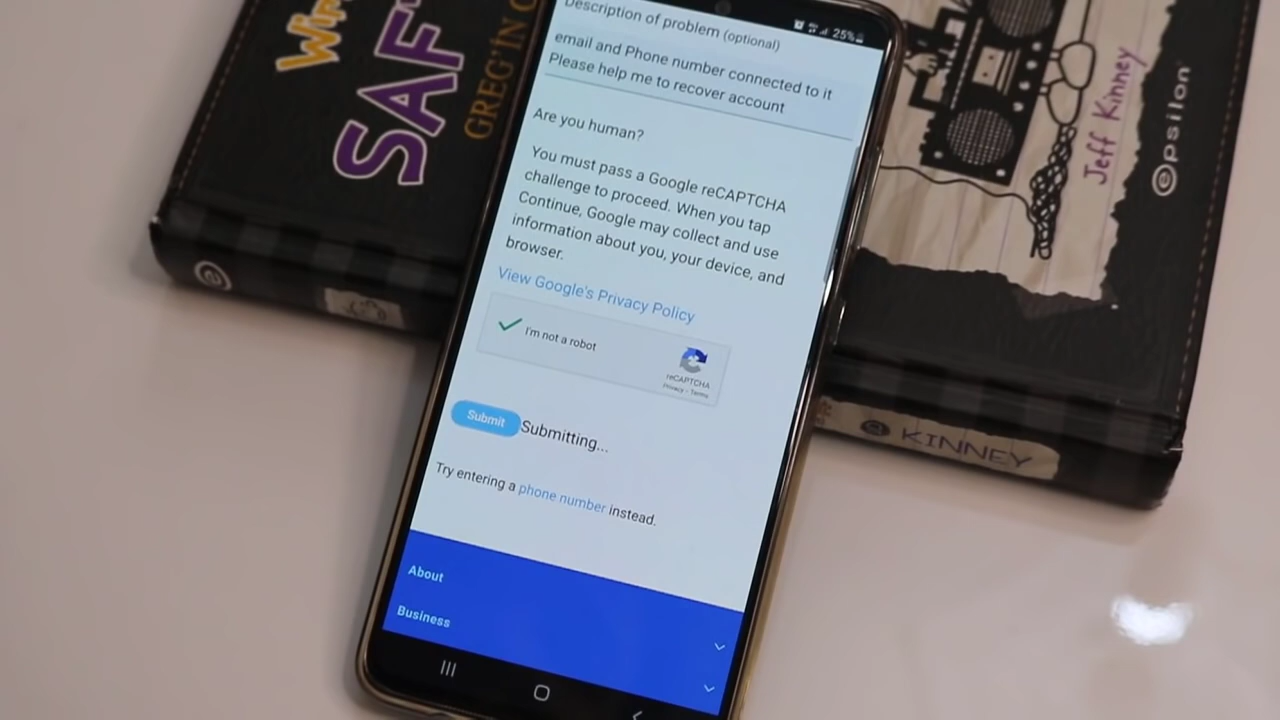 SAF
GREG'İN
25%
Description of problem (optional)
email and Phone number connected to it
Please help me to recover account
Are you human?
You must pass a Google reCAPTCHA
challenge to proceed. When you tap
Continue, Google may collect and use
information about you, your device, and
browser.
View Google's Privacy Policy
I'm not a robot
reCAPTCHA
Privacy - Terms
Submit
Submitting...
Try entering a phone number instead.
About
Business
Jeff Kinney
epsilon
KINNEY